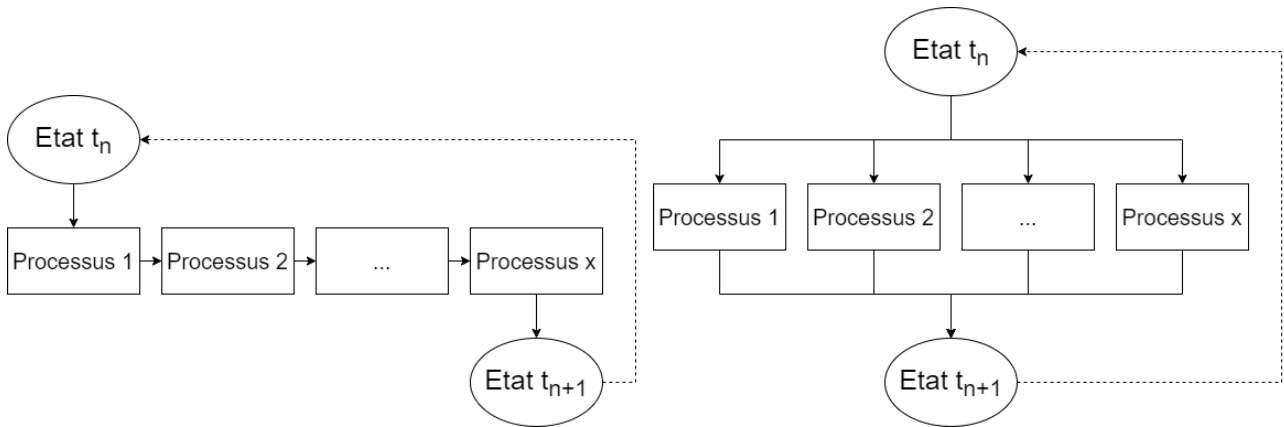 Etat tn
Processus 1
Processus 2
...
Processus x
Etat tn+1
Etat tn
Processus 1
Processus 2
...
Processus x
Etat tn+1